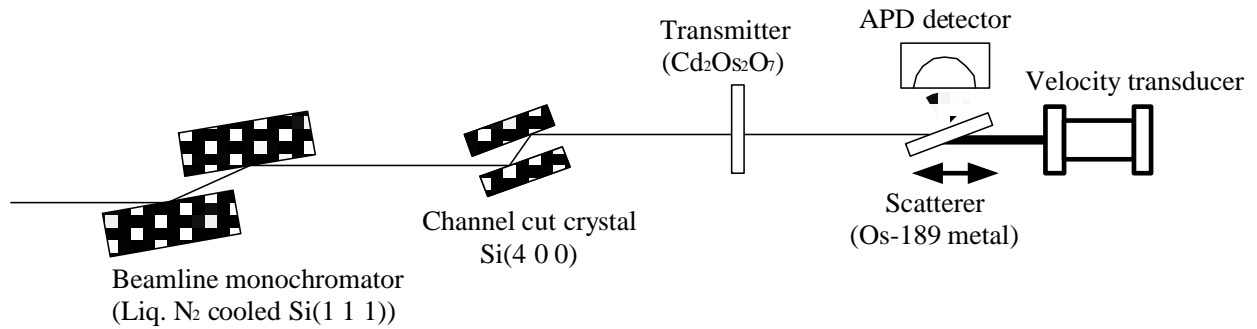 Transmitter
(Cd₂Os₂O₇)
APD detector
Velocity transducer
Channel cut crystal
Si(4 0 0)
Scatterer
(Os-189 metal)
Beamline monochromator
(Liq. N₂ cooled Si(1 1 1))